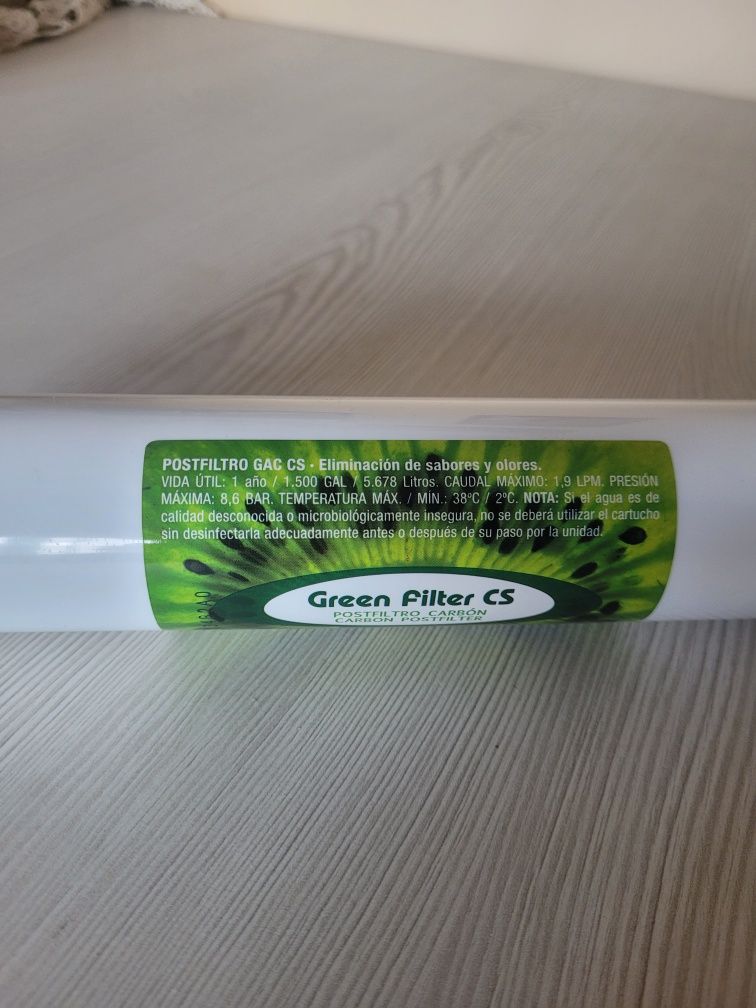 POSTFILTRO GAC CS · Eliminación de sabores y olores.
VIDA ÚTIL: 1 año / 1.500 GAL / 5.678 Litros. CAUDAL MÁXIMO: 1,9 LPM. PRESIÓN
MÁXIMA: 8,6 BAR. TEMPERATURA MÁX. / MÍN.: 38ºC / 2ºC. NOTA: Si el agua es de
calidad desconocida o microbiológicamente insegura, no se deberá utilizar el cartucho
sin desinfectarla adecuadamente antes o después de su paso por la unidad.
Green Filter CS
POSTFILTRO CARBÓN
CARBON POSTFILTER